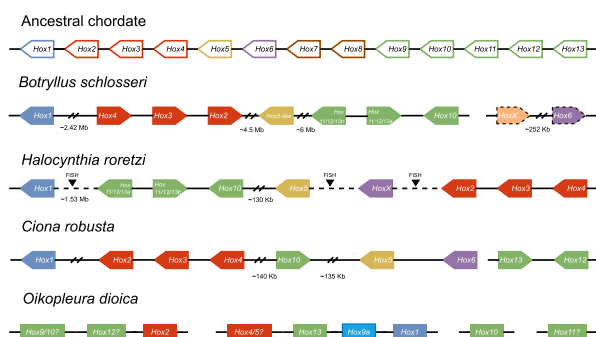 Ancestral chordate
Hox1 Hox2 Hox3 Hox4 Hox5 Hox6 Hox7 Hox8 Hox9 Hox10 Hox11 Hox12 Hox13
Botryllus schlosseri
Hox1 Hox4 Hox3 Hox2 Hox5-like Hox 11/12/13b Hox 11/12/13a Hox10 HoxX Hox6
~2.42 Mb ~4.5 Mb ~6 Mb ~252 Kb
Halocynthia roretzi
FISH FISH FISH
Hox1 Hox 11/12/13a Hox 11/12/13b Hox10 Hox5 HoxX Hox2 Hox3 Hox4
~1.53 Mb ~130 Kb
Ciona robusta
Hox1 Hox2 Hox3 Hox4 Hox10 Hox5 Hox6 Hox13 Hox12
~140 Kb ~135 Kb
Oikopleura dioica
Hox9/10? Hox12? Hox2 Hox4/5? Hox13 Hox9a Hox1 Hox10 Hox11?